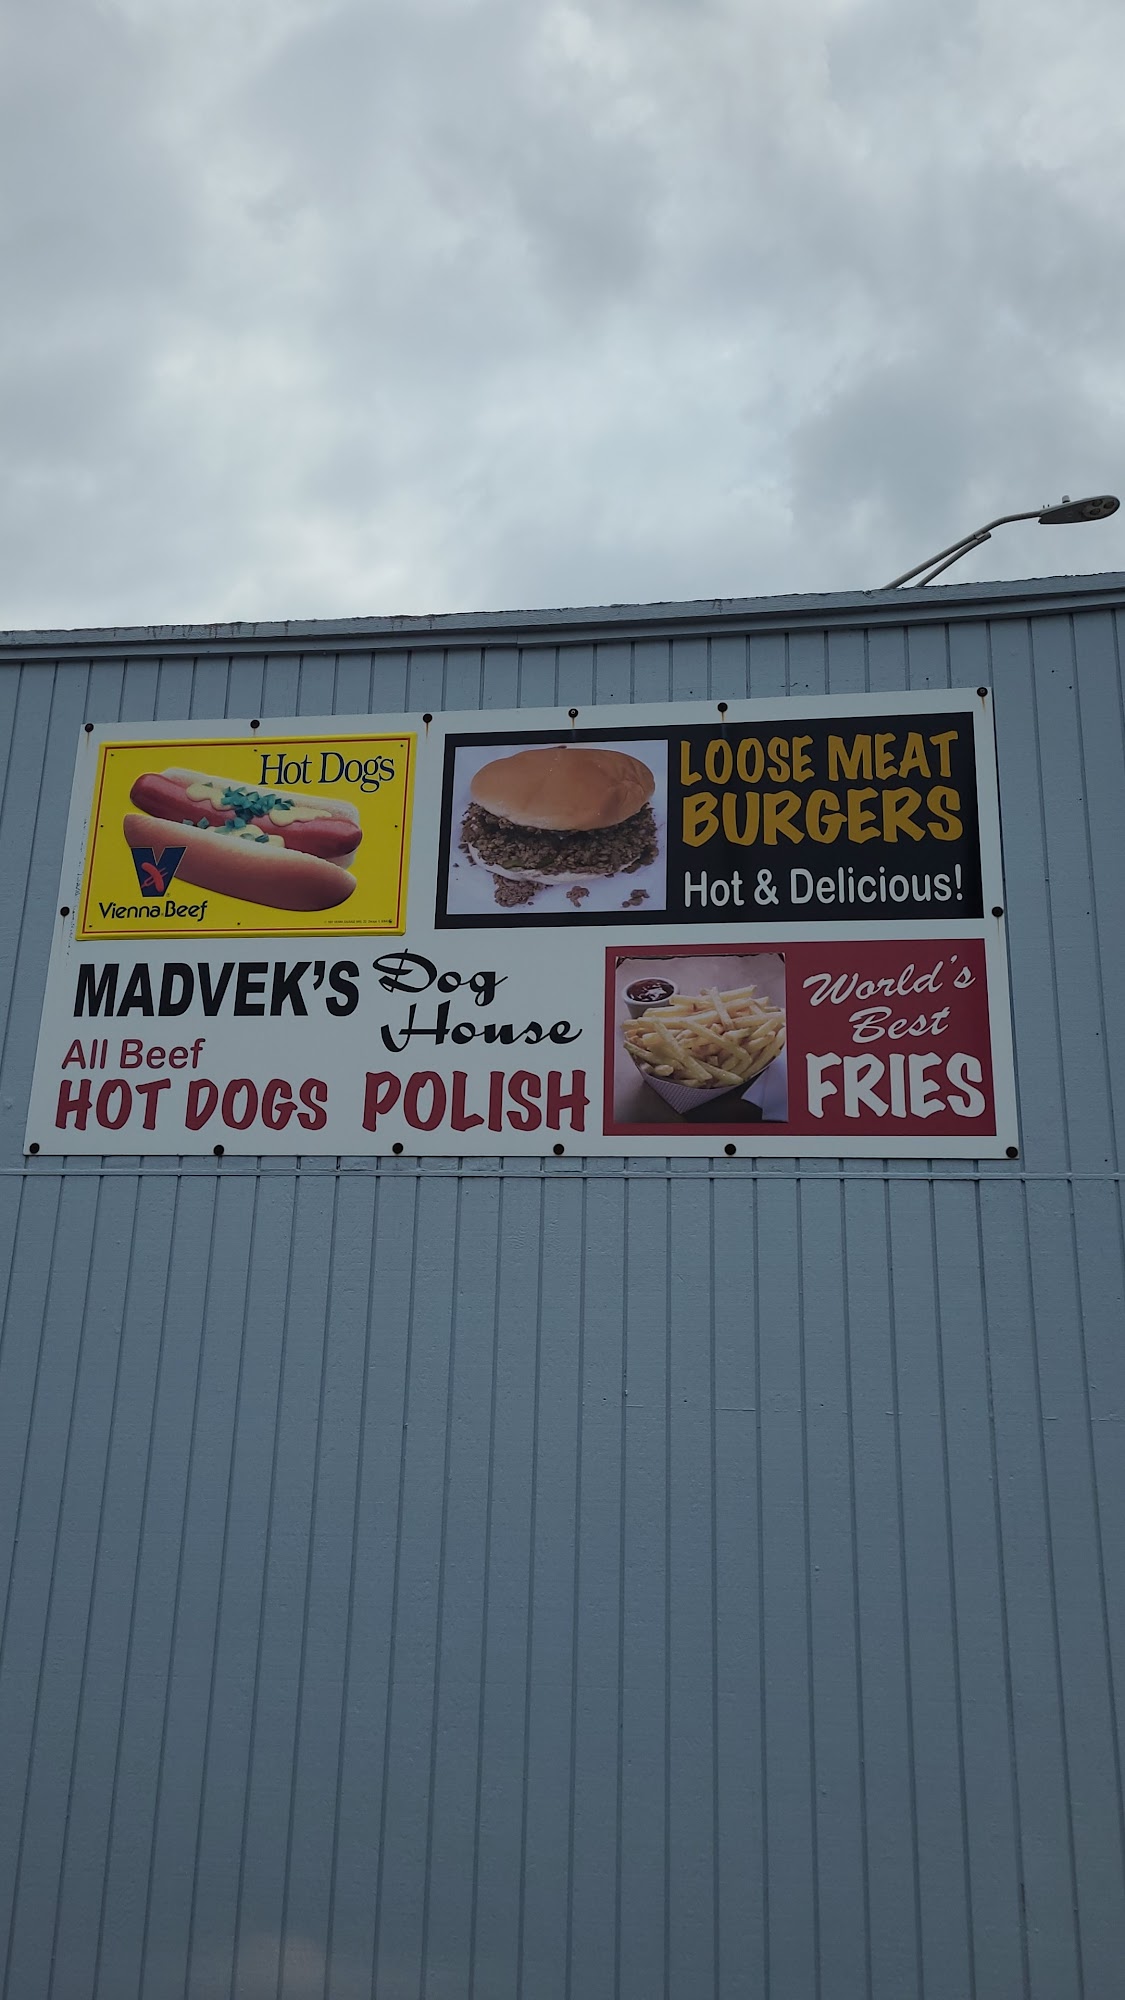 Hot Dogs
Vienna Beef
LOOSE MEAT
BURGERS
Hot & Delicious!
MADVEK'S Dog
House
All Beef
HOT DOGS POLISH
World's
Best
FRIES